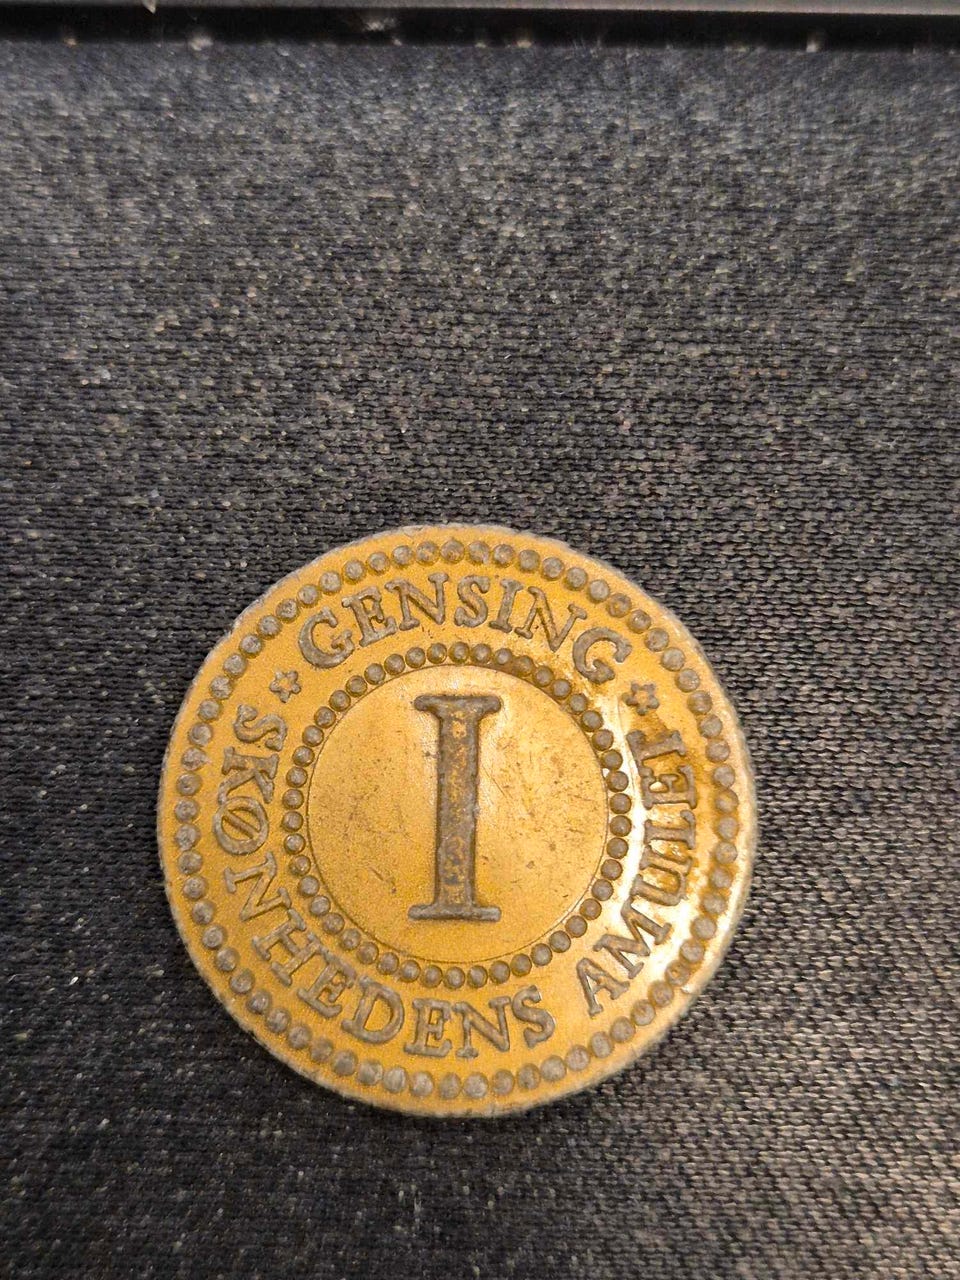 ★ GENSING ★
SKØNHEDENS AMULET
I